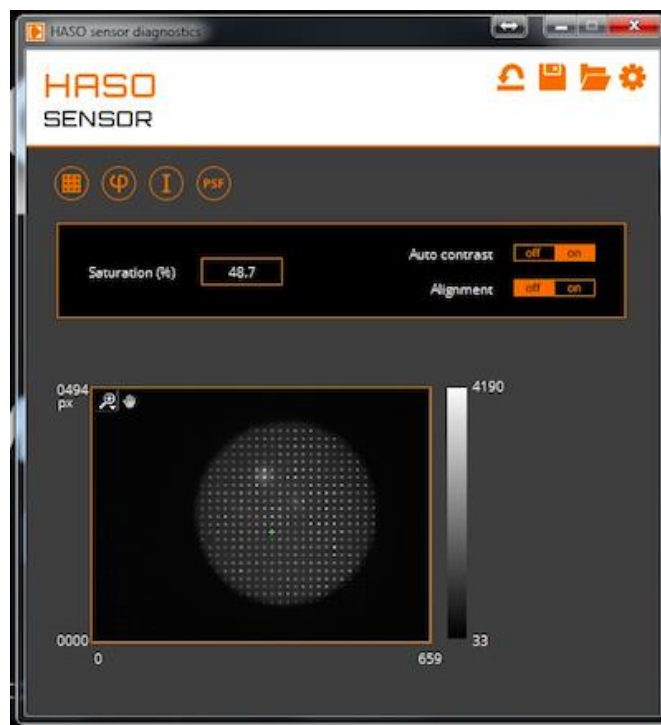 HASO sensor diagnostics
HASO
SENSOR
φ I PSF
Saturation (%) 48.7
Auto contrast off on
Alignment off on
0494
px
4190
0000
33
0 659